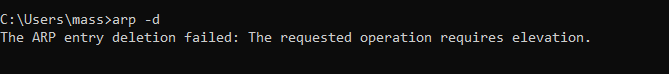 C:\Users\mass>arp -d
The ARP entry deletion failed: The requested operation requires elevation.